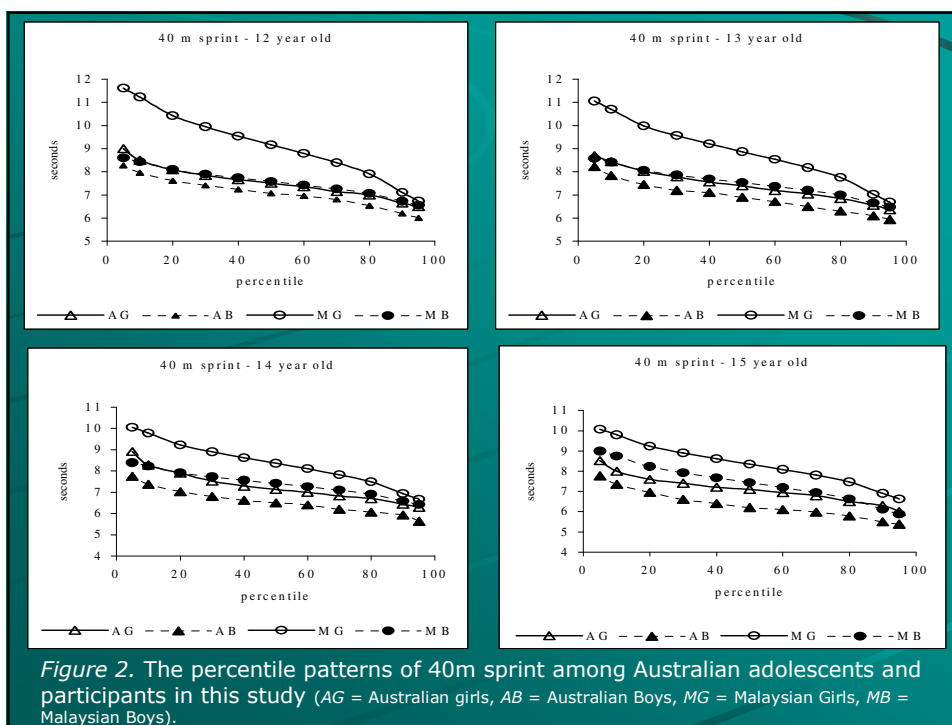 40 m sprint - 12 year old
12
11
10
9
8
7
6
5
seconds
0 20 40 60 80 100
percentile
AG AB MG MB
40 m sprint - 13 year old
12
11
10
9
8
7
6
5
seconds
0 20 40 60 80 100
percentile
AG AB MG MB
40 m sprint - 14 year old
11
10
9
8
7
6
5
4
seconds
0 20 40 60 80 100
percentile
AG AB MG MB
40 m sprint - 15 year old
11
10
9
8
7
6
5
4
seconds
0 20 40 60 80 100
percentile
AG AB MG MB
Figure 2. The percentile patterns of 40m sprint among Australian adolescents and
participants in this study (AG = Australian girls, AB = Australian Boys, MG = Malaysian Girls, MB =
Malaysian Boys).